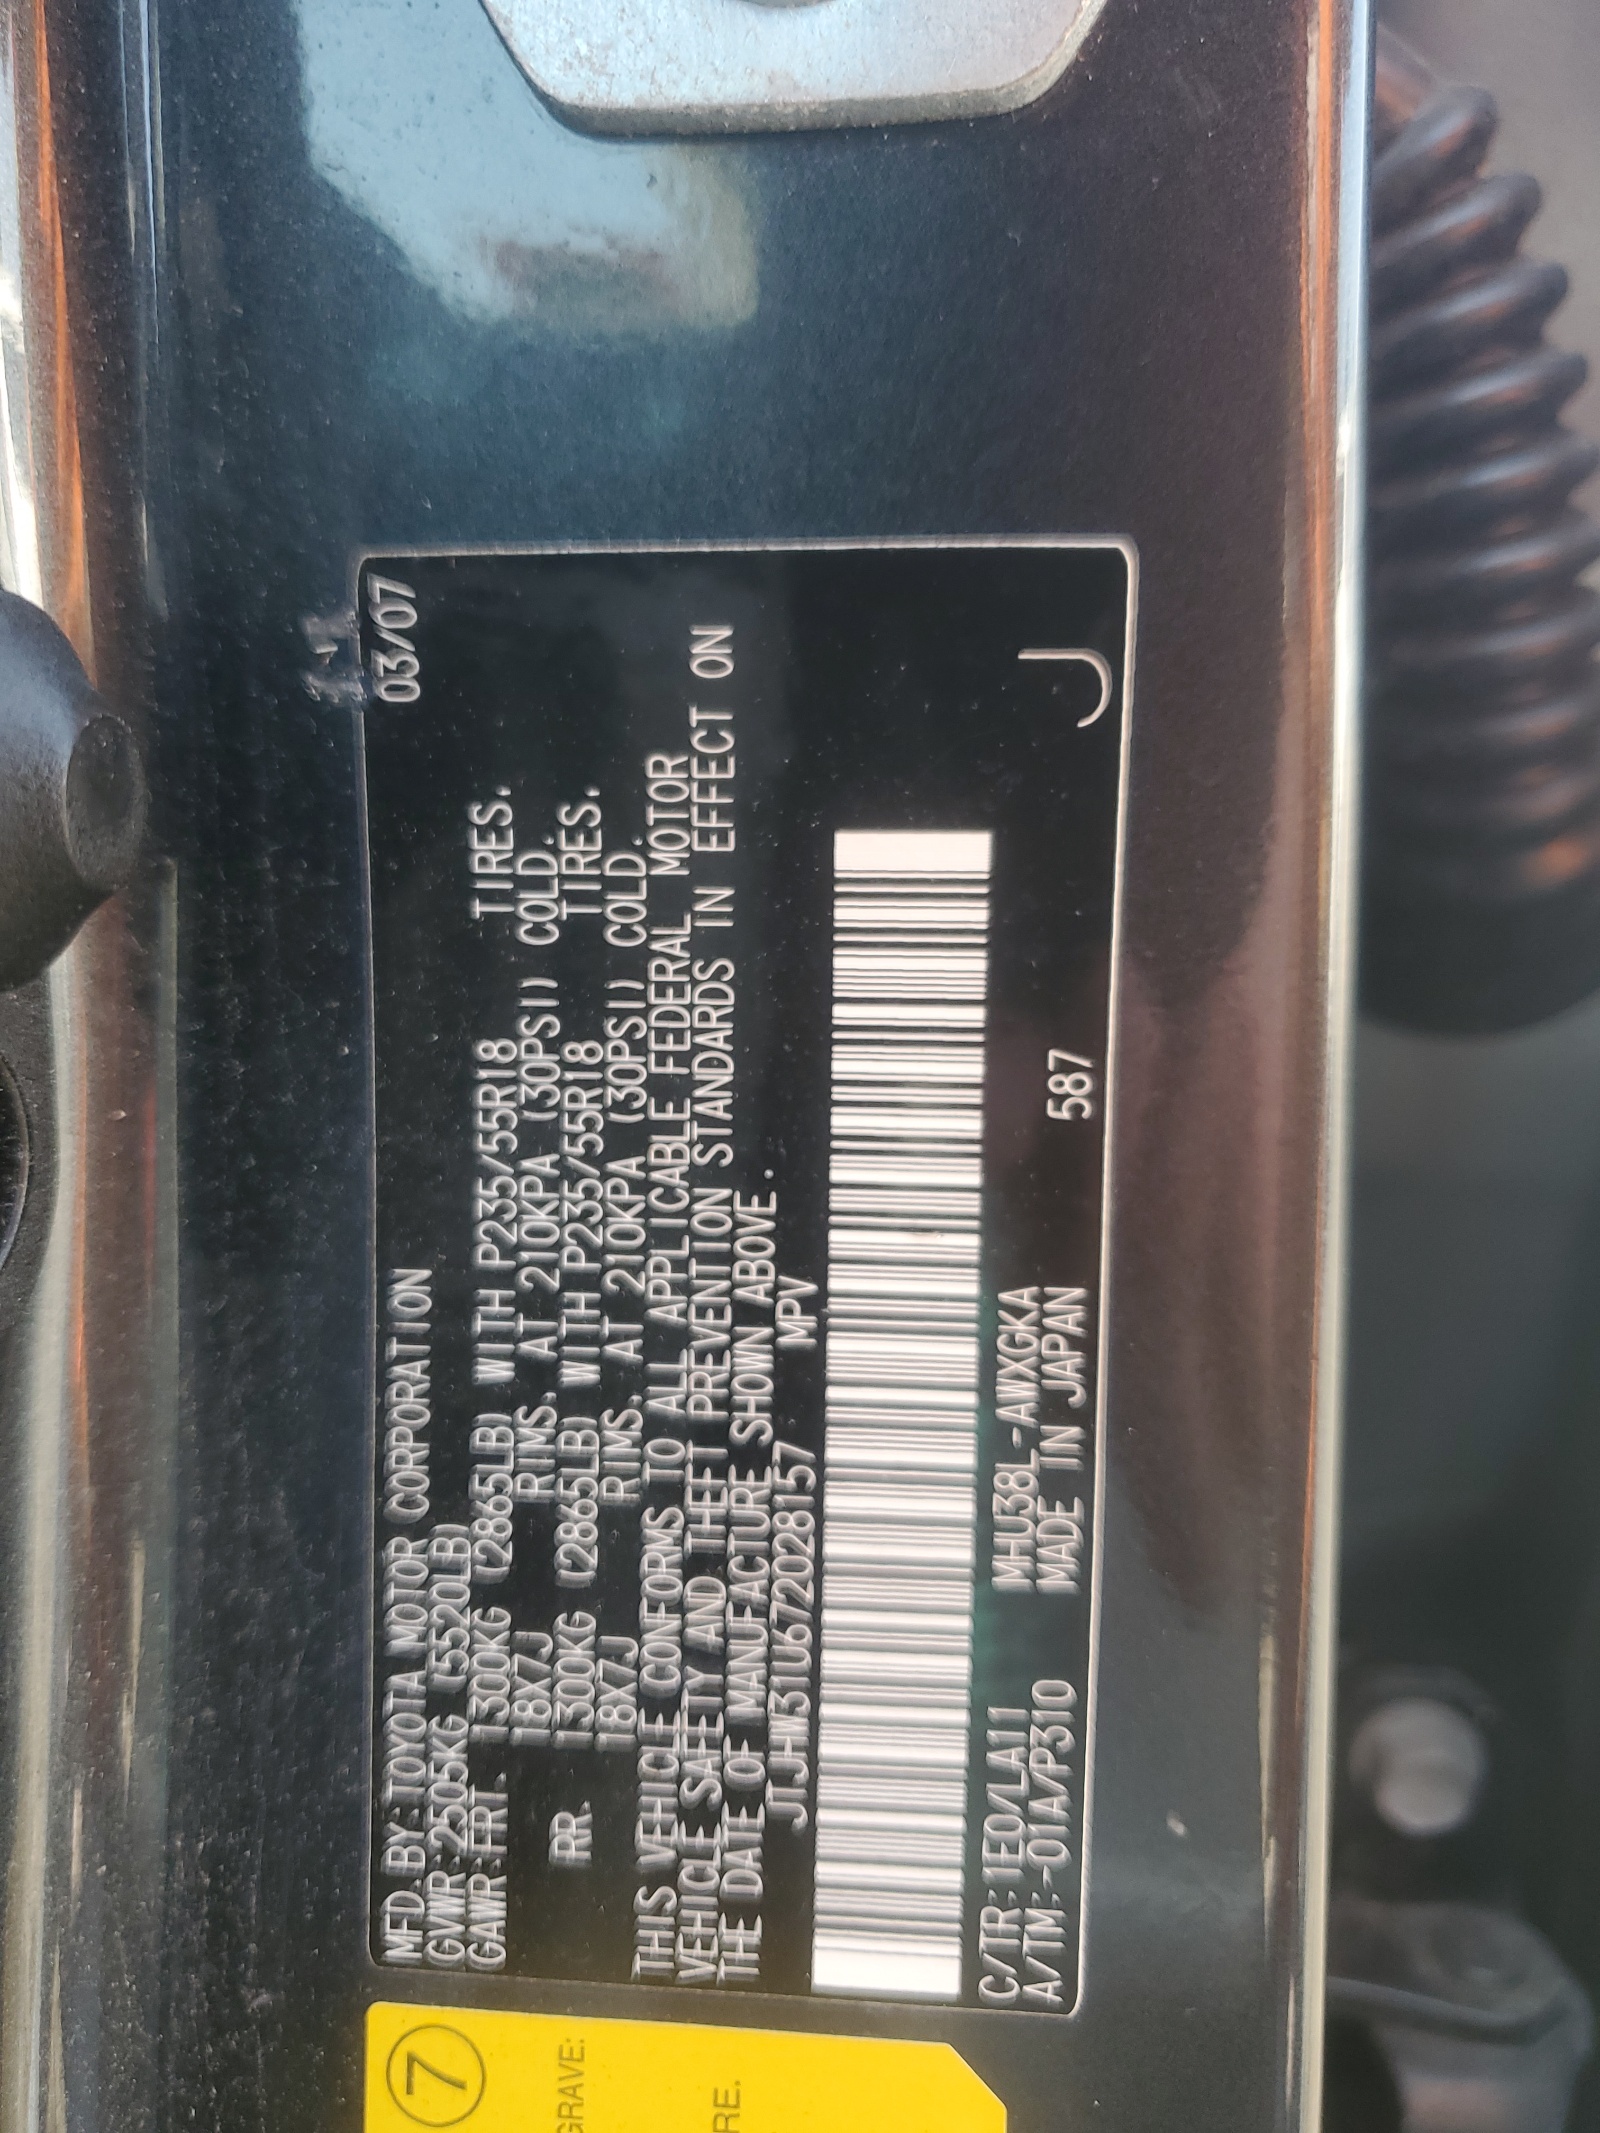 MFD.BY:TOYOTA MOTOR CORPORATION 03/07
GVWR:2505KG (5520LB)
GAWR:FRT. 1300KG (2865LB) WITH P235/55R18 TIRES.
18X7J RIMS, AT 210KPA (30PSI) COLD.
RR. 1300KG (2865LB) WITH P235/55R18 TIRES.
18X7J RIMS, AT 210KPA (30PSI) COLD.
THIS VEHICLE CONFORMS TO ALL APPLICABLE FEDERAL MOTOR
VEHICLE SAFETY AND THEFT PREVENTION STANDARDS IN EFFECT ON
THE DATE OF MANUFACTURE SHOWN ABOVE.
JTJHW31U672028157 MPV
C/TR:1E0/LA11 MHU38L-AWXGKA
A/TM:-01A/P310 MADE IN JAPAN 587
J
7
GRAVE:
RE.